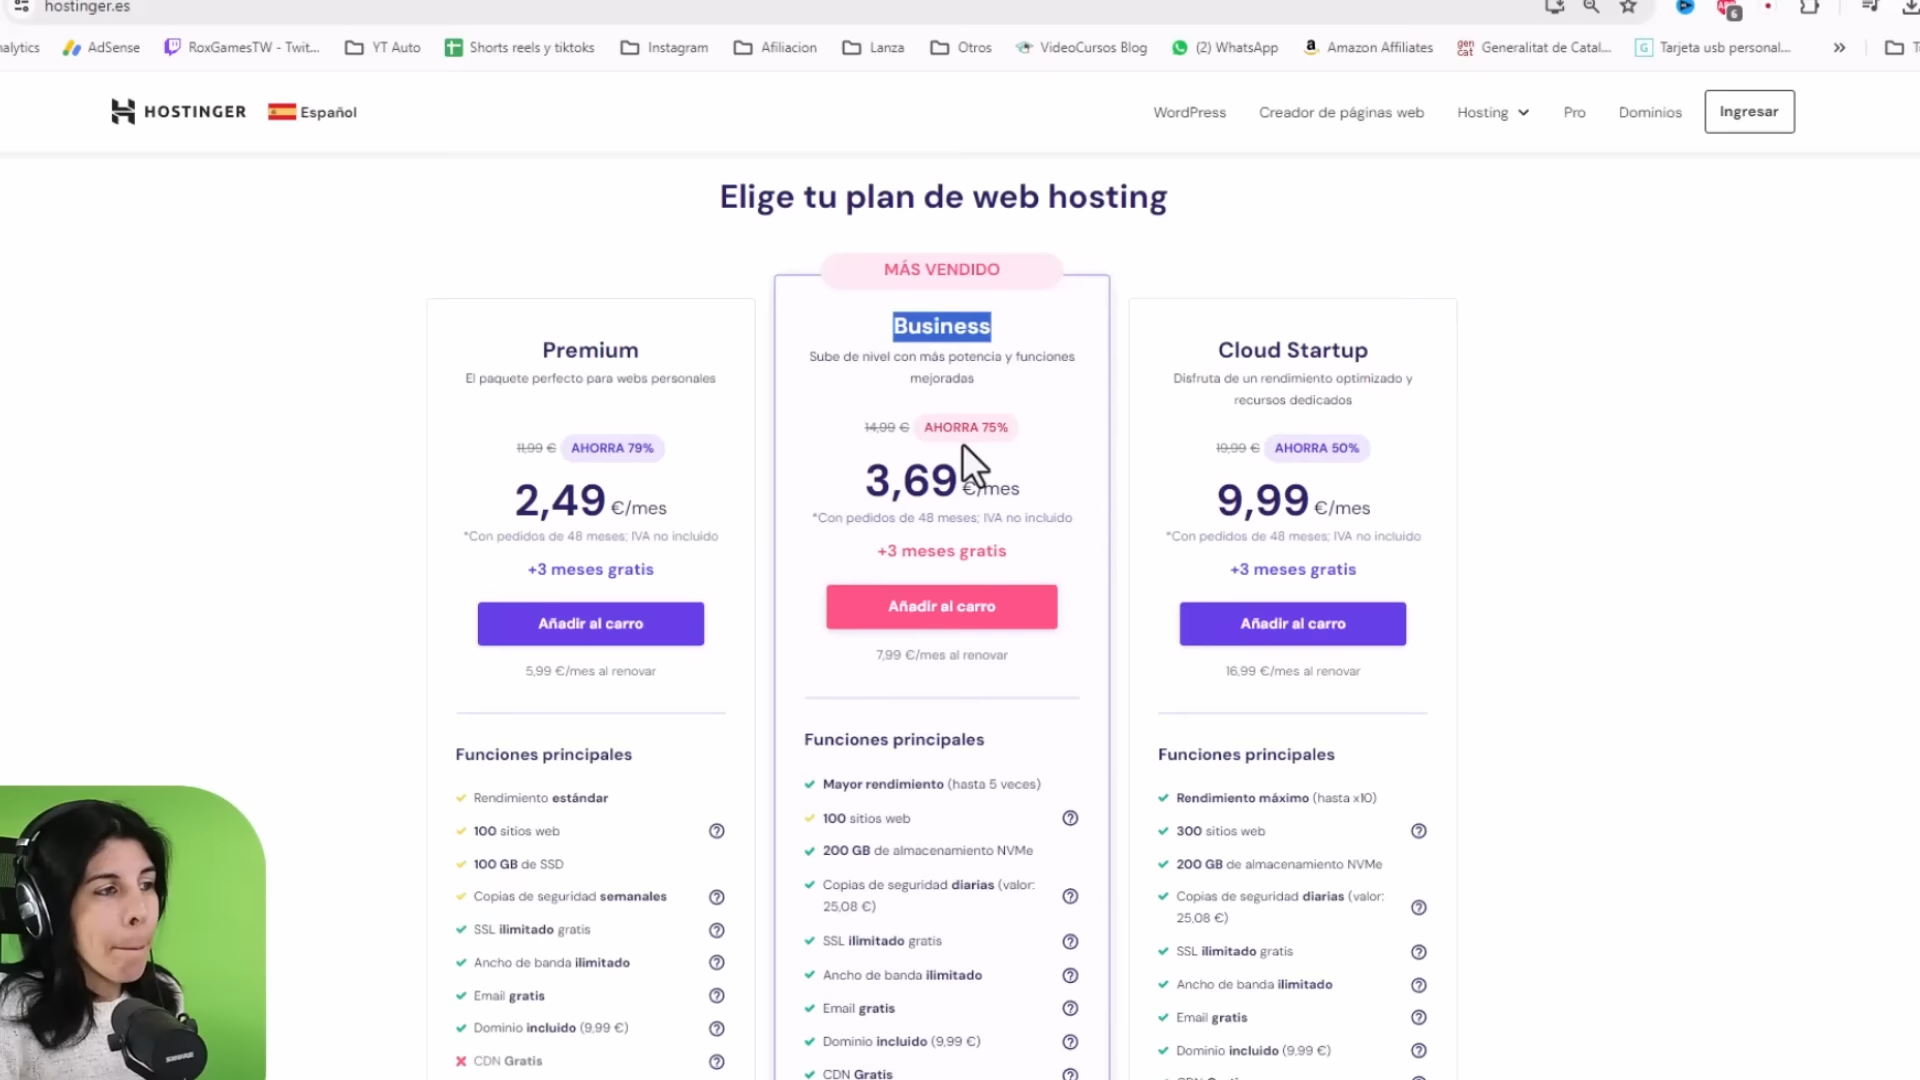 hostinger.es
6
nalytics
AdSense
RoxGamesTW - Twit...
YT Auto
Shorts reels y tiktoks
Instagram
Afiliacion
Lanza
Otros
VideoCursos Blog
(2) WhatsApp
Amazon Affiliates
gen cat
Generalitat de Catal...
Tarjeta usb personal...
HOSTINGER
Español
WordPress
Creador de páginas web
Hosting
Pro
Dominios
Ingresar
Elige tu plan de web hosting
Premium
El paquete perfecto para webs personales
11,99 €
AHORRA 79%
2,49 €/mes
*Con pedidos de 48 meses; IVA no incluido
+3 meses gratis
Añadir al carro
5,99 €/mes al renovar
Funciones principales
Rendimiento estándar
100 sitios web
100 GB de SSD
Copias de seguridad semanales
SSL ilimitado gratis
Ancho de banda ilimitado
Email gratis
Dominio incluido (9,99 €)
CDN Gratis
MÁS VENDIDO
Business
Sube de nivel con más potencia y funciones
mejoradas
14,99 €
AHORRA 75%
3,69 €/mes
*Con pedidos de 48 meses; IVA no incluido
+3 meses gratis
Añadir al carro
7,99 €/mes al renovar
Funciones principales
Mayor rendimiento (hasta 5 veces)
100 sitios web
200 GB de almacenamiento NVMe
Copias de seguridad diarias (valor:
25,08 €)
SSL ilimitado gratis
Ancho de banda ilimitado
Email gratis
Dominio incluido (9,99 €)
CDN Gratis
Cloud Startup
Disfruta de un rendimiento optimizado y
recursos dedicados
19,99 €
AHORRA 50%
9,99 €/mes
*Con pedidos de 48 meses; IVA no incluido
+3 meses gratis
Añadir al carro
16,99 €/mes al renovar
Funciones principales
Rendimiento máximo (hasta x10)
300 sitios web
200 GB de almacenamiento NVMe
Copias de seguridad diarias (valor:
25,08 €)
SSL ilimitado gratis
Ancho de banda ilimitado
Email gratis
Dominio incluido (9,99 €)
SHURE